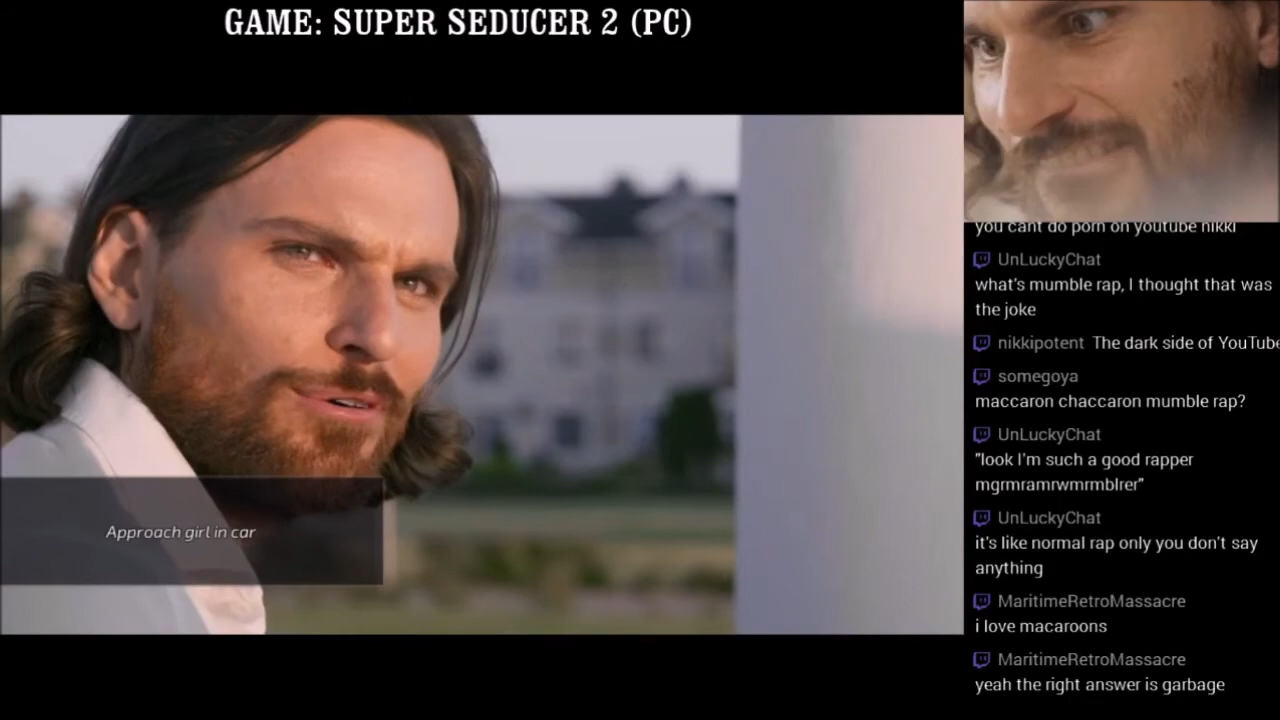 GAME: SUPER SEDUCER 2 (PC)
Approach girl in car
you cant do porn on youtube nikki
UnLuckyChat
what's mumble rap, I thought that was
the joke
nikkipotent The dark side of YouTube
somegoya
maccaron chaccaron mumble rap?
UnLuckyChat
"look I'm such a good rapper
mgrmramrwmrmblrer"
UnLuckyChat
it's like normal rap only you don't say
anything
MaritimeRetroMassacre
i love macaroons
MaritimeRetroMassacre
yeah the right answer is garbage